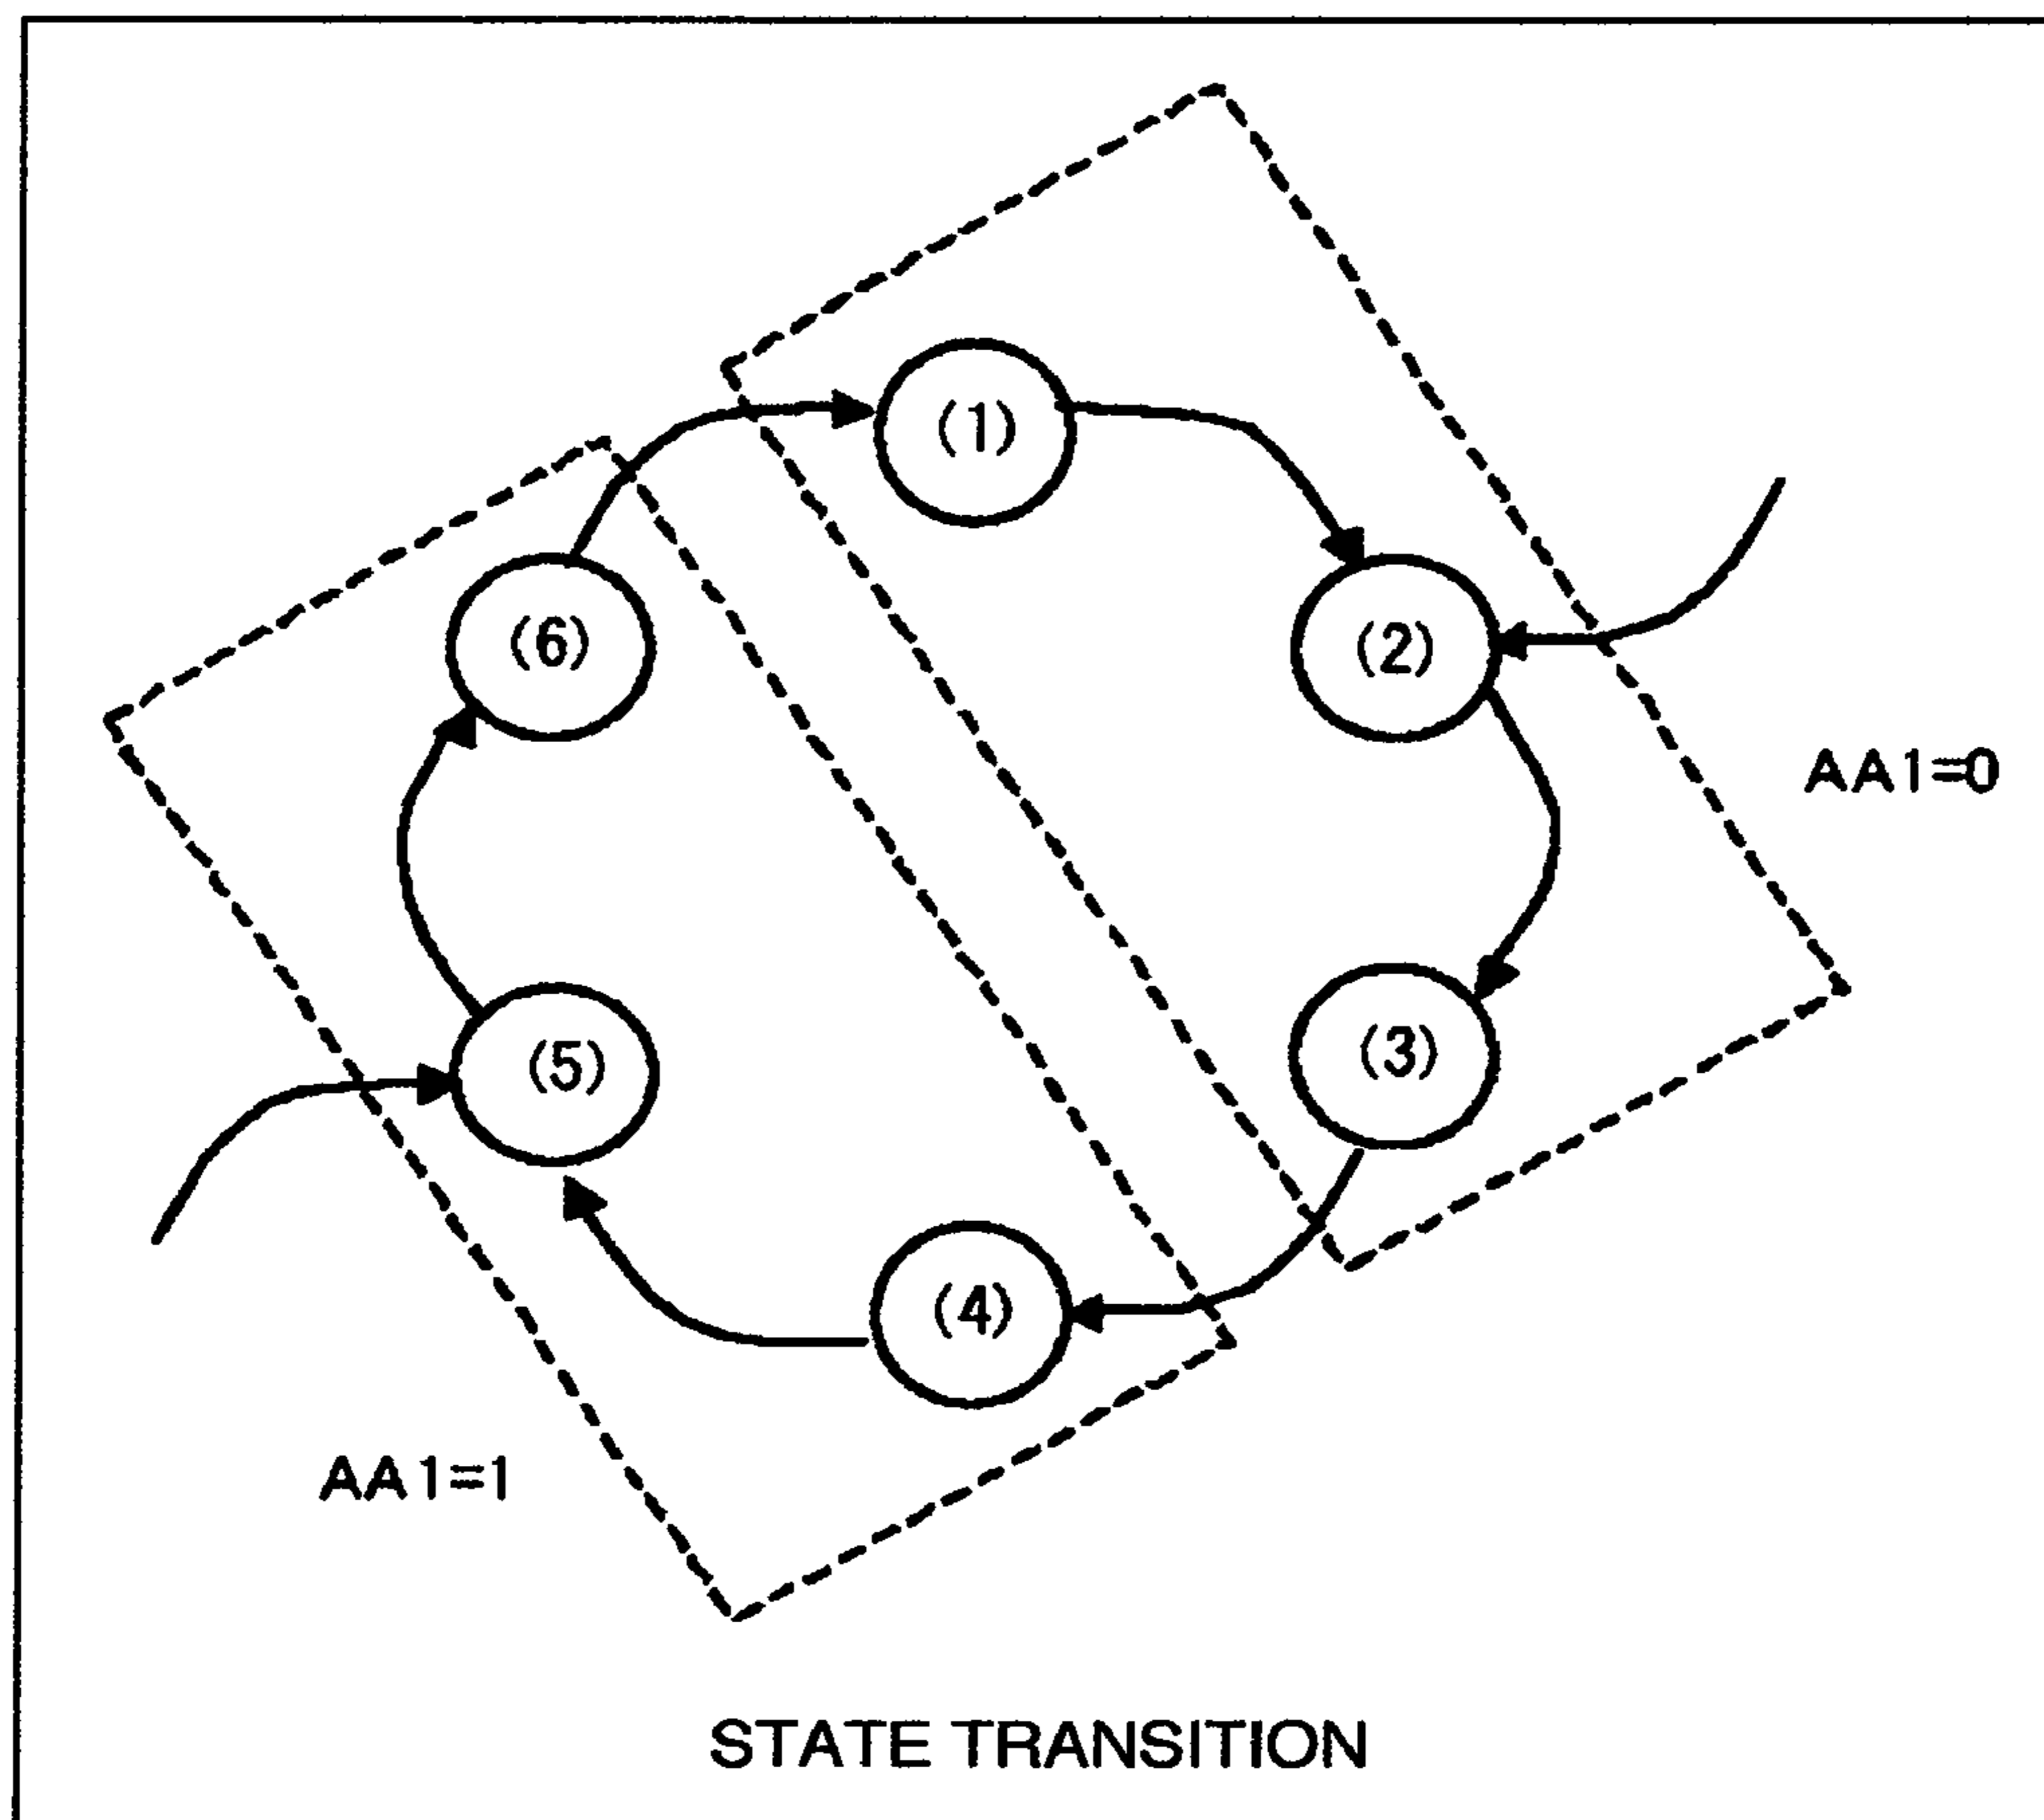 (1)
(6)
(2)
AA1=0
(3)
(5)
(4)
AA1=1
STATE TRANSITION